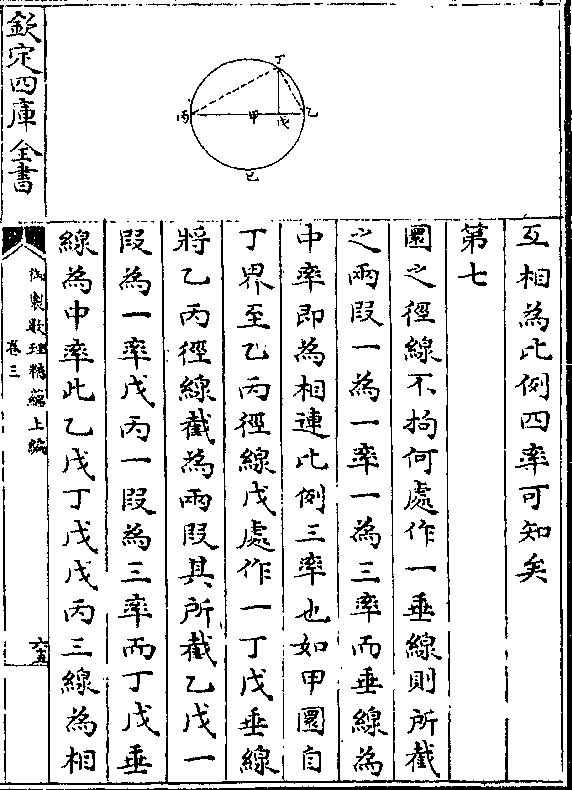 互相為比例四率可知矣
第七
圜之徑線不拘何處作一垂線則所截
之兩段一為一率一為三率而垂線為
中率即為相連比例三率也如甲圜自
丁界至乙丙徑線戊處作一丁戊垂線
將乙丙徑線截為兩段其所截乙戊一
段為一率戊丙一段為三率而丁戊垂
線為中率此乙戊丁戊戊丙三線為相
丁
丙
甲
戊
乙
己
欽定四庫全書
御製數理精蘊上編
卷三
六五